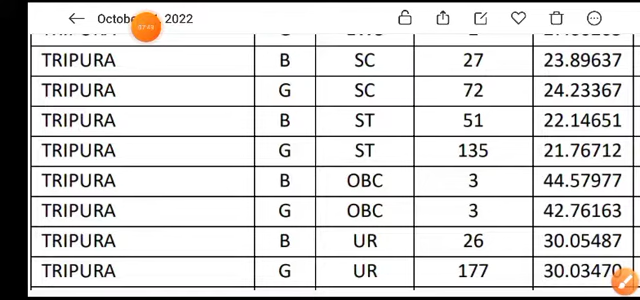 October 2022
TRIPURA B SC 27 23.89637
TRIPURA G SC 72 24.23367
TRIPURA B ST 51 22.14651
TRIPURA G ST 135 21.76712
TRIPURA B OBC 3 44.57977
TRIPURA G OBC 3 42.76163
TRIPURA B UR 26 30.05487
TRIPURA G UR 177 30.03470